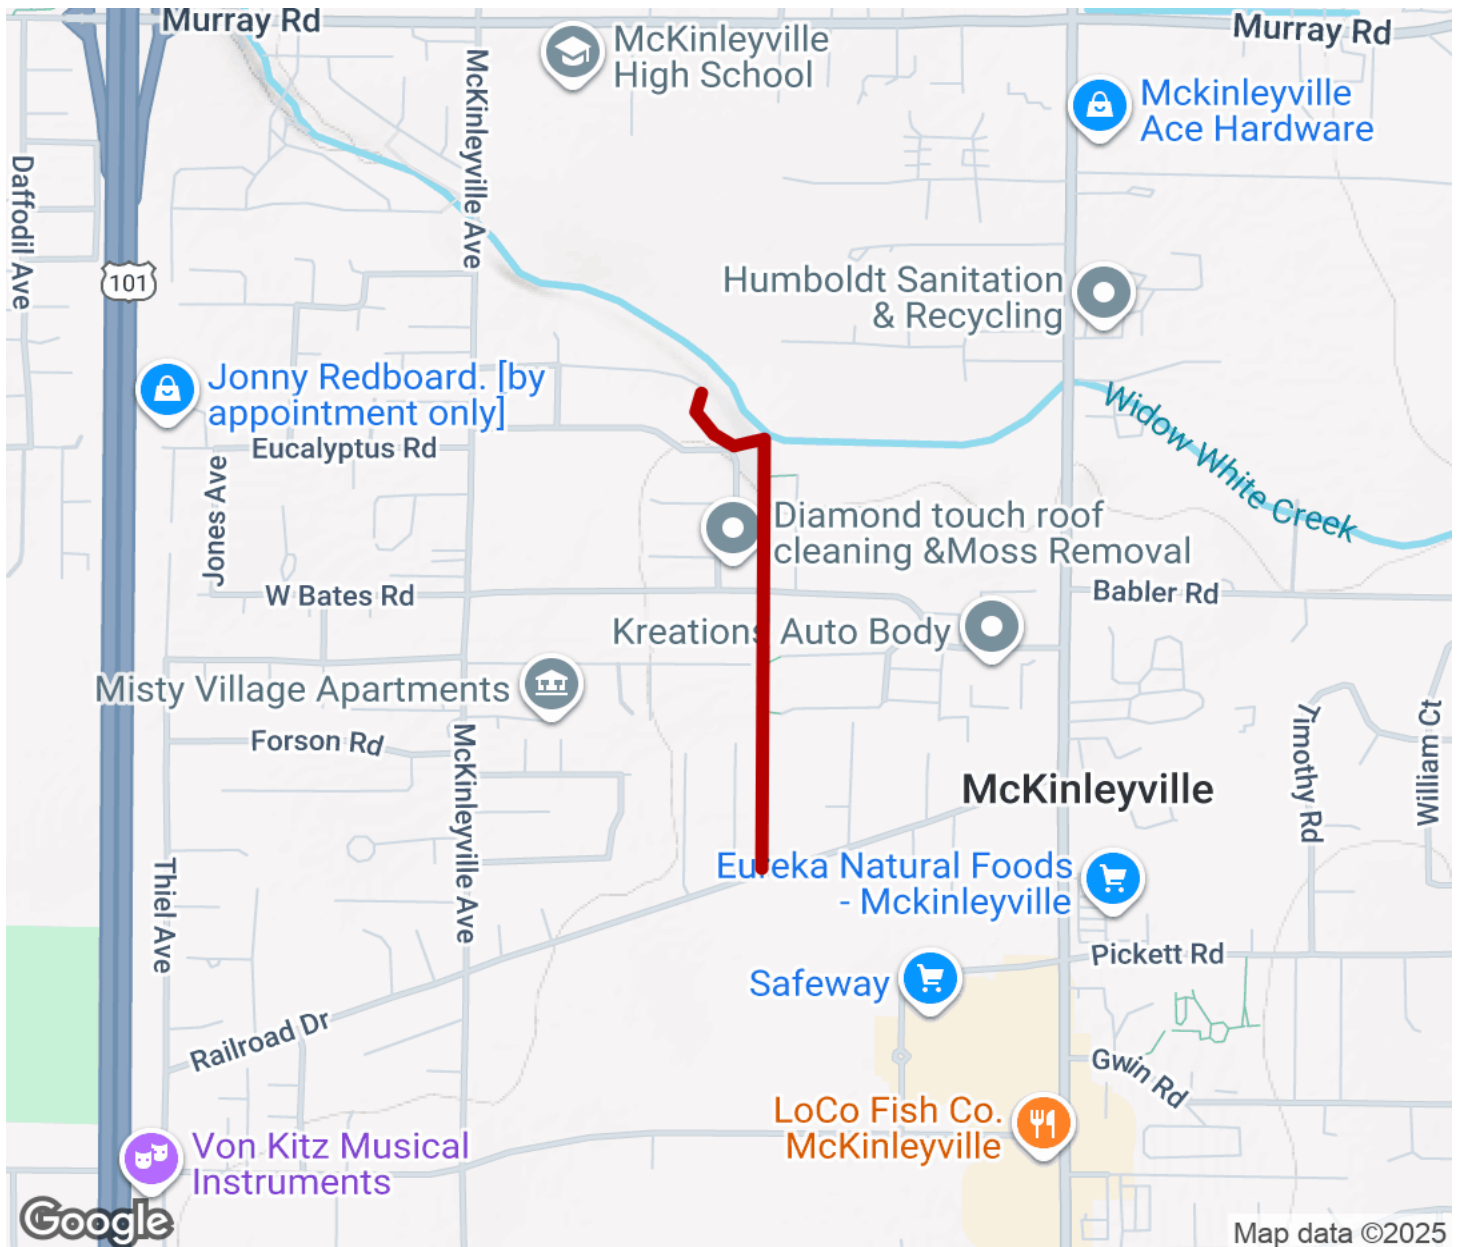 Murray Rd
Murray Rd
McKinleyville
High School
Mckinleyville
Ace Hardware
McKinleyville Ave
Daffodil Ave
101
Humboldt Sanitation
& Recycling
Jonny Redboard. [by
appointment only]
Widow White Creek
Eucalyptus Rd
Jones Ave
Diamond touch roof
cleaning &Moss Removal
W Bates Rd
Babler Rd
Kreations Auto Body
Misty Village Apartments
Forson Rd
McKinleyville Ave
McKinleyville
Timothy Rd
William Ct
Thiel Ave
Eureka Natural Foods
- Mckinleyville
Pickett Rd
Safeway
Railroad Dr
Gwin Rd
LoCo Fish Co.
McKinleyville
Von Kitz Musical
Instruments
Google
Map data ©2025